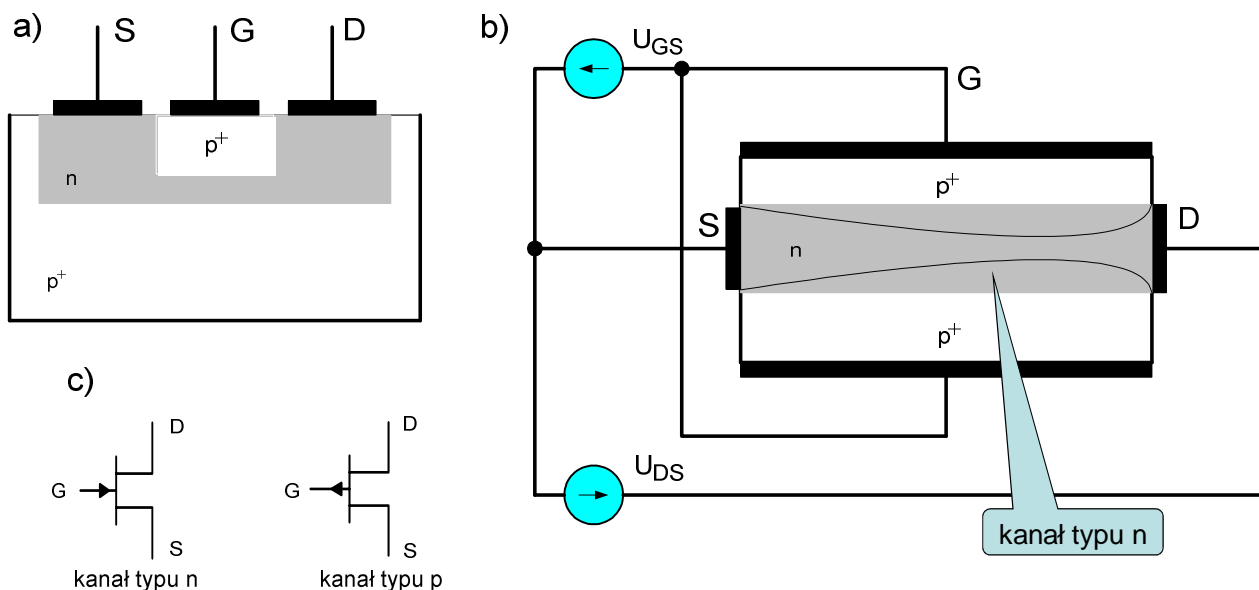 a)
S G D
p+
n
p+
b)
UGS
G
p+
S
D
n
p+
UDS
kanał typu n
c)
D
G
S
kanał typu n
D
G
S
kanał typu p